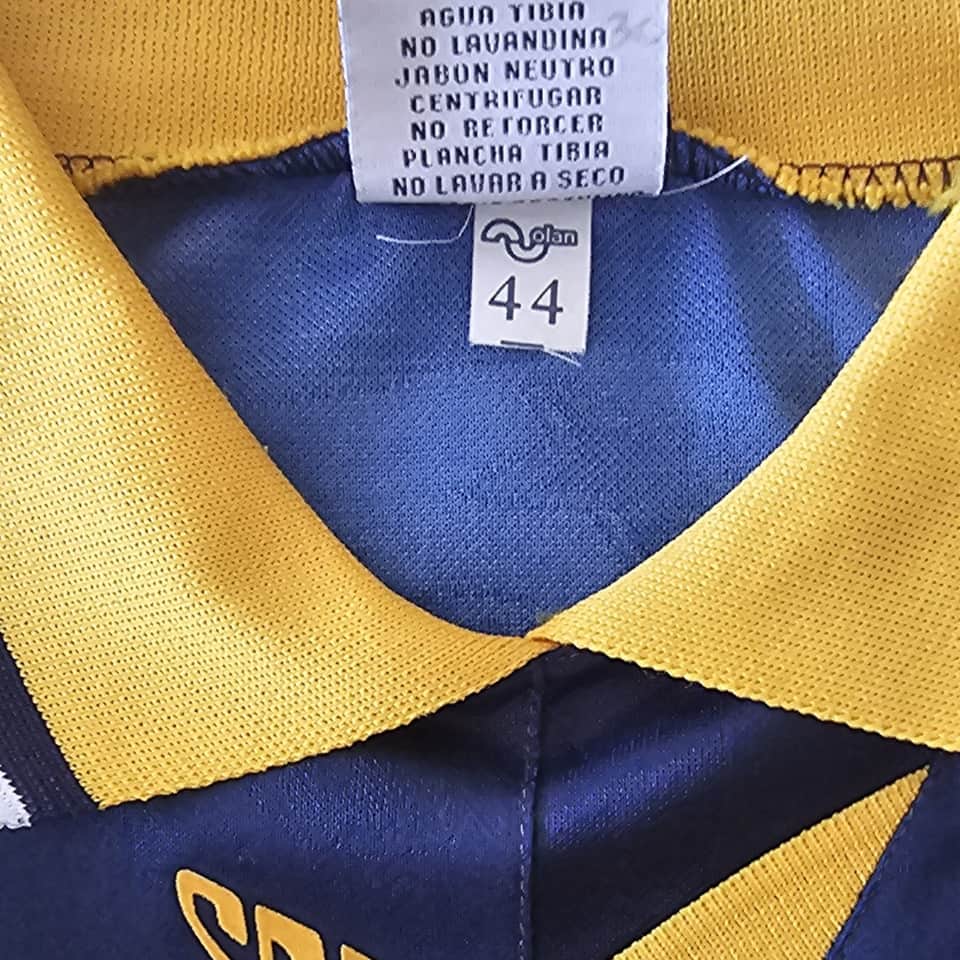 AGUA TIBIA
NO LAVANDINA
JABON NEUTRO
CENTRIFUGAR
NO RETORCER
PLANCHA TIBIA
NO LAVAR A SECO
olan
44